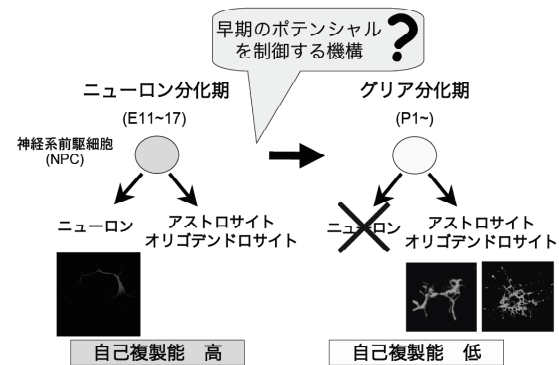 早期のポテンシャル
を制御する機構
?
ニューロン分化期
(E11~17)
グリア分化期
(P1~)
神経系前駆細胞
(NPC)
ニューロン
アストロサイト
オリゴデンドロサイト
ニューロン
アストロサイト
オリゴデンドロサイト
自己複製能 高
自己複製能 低